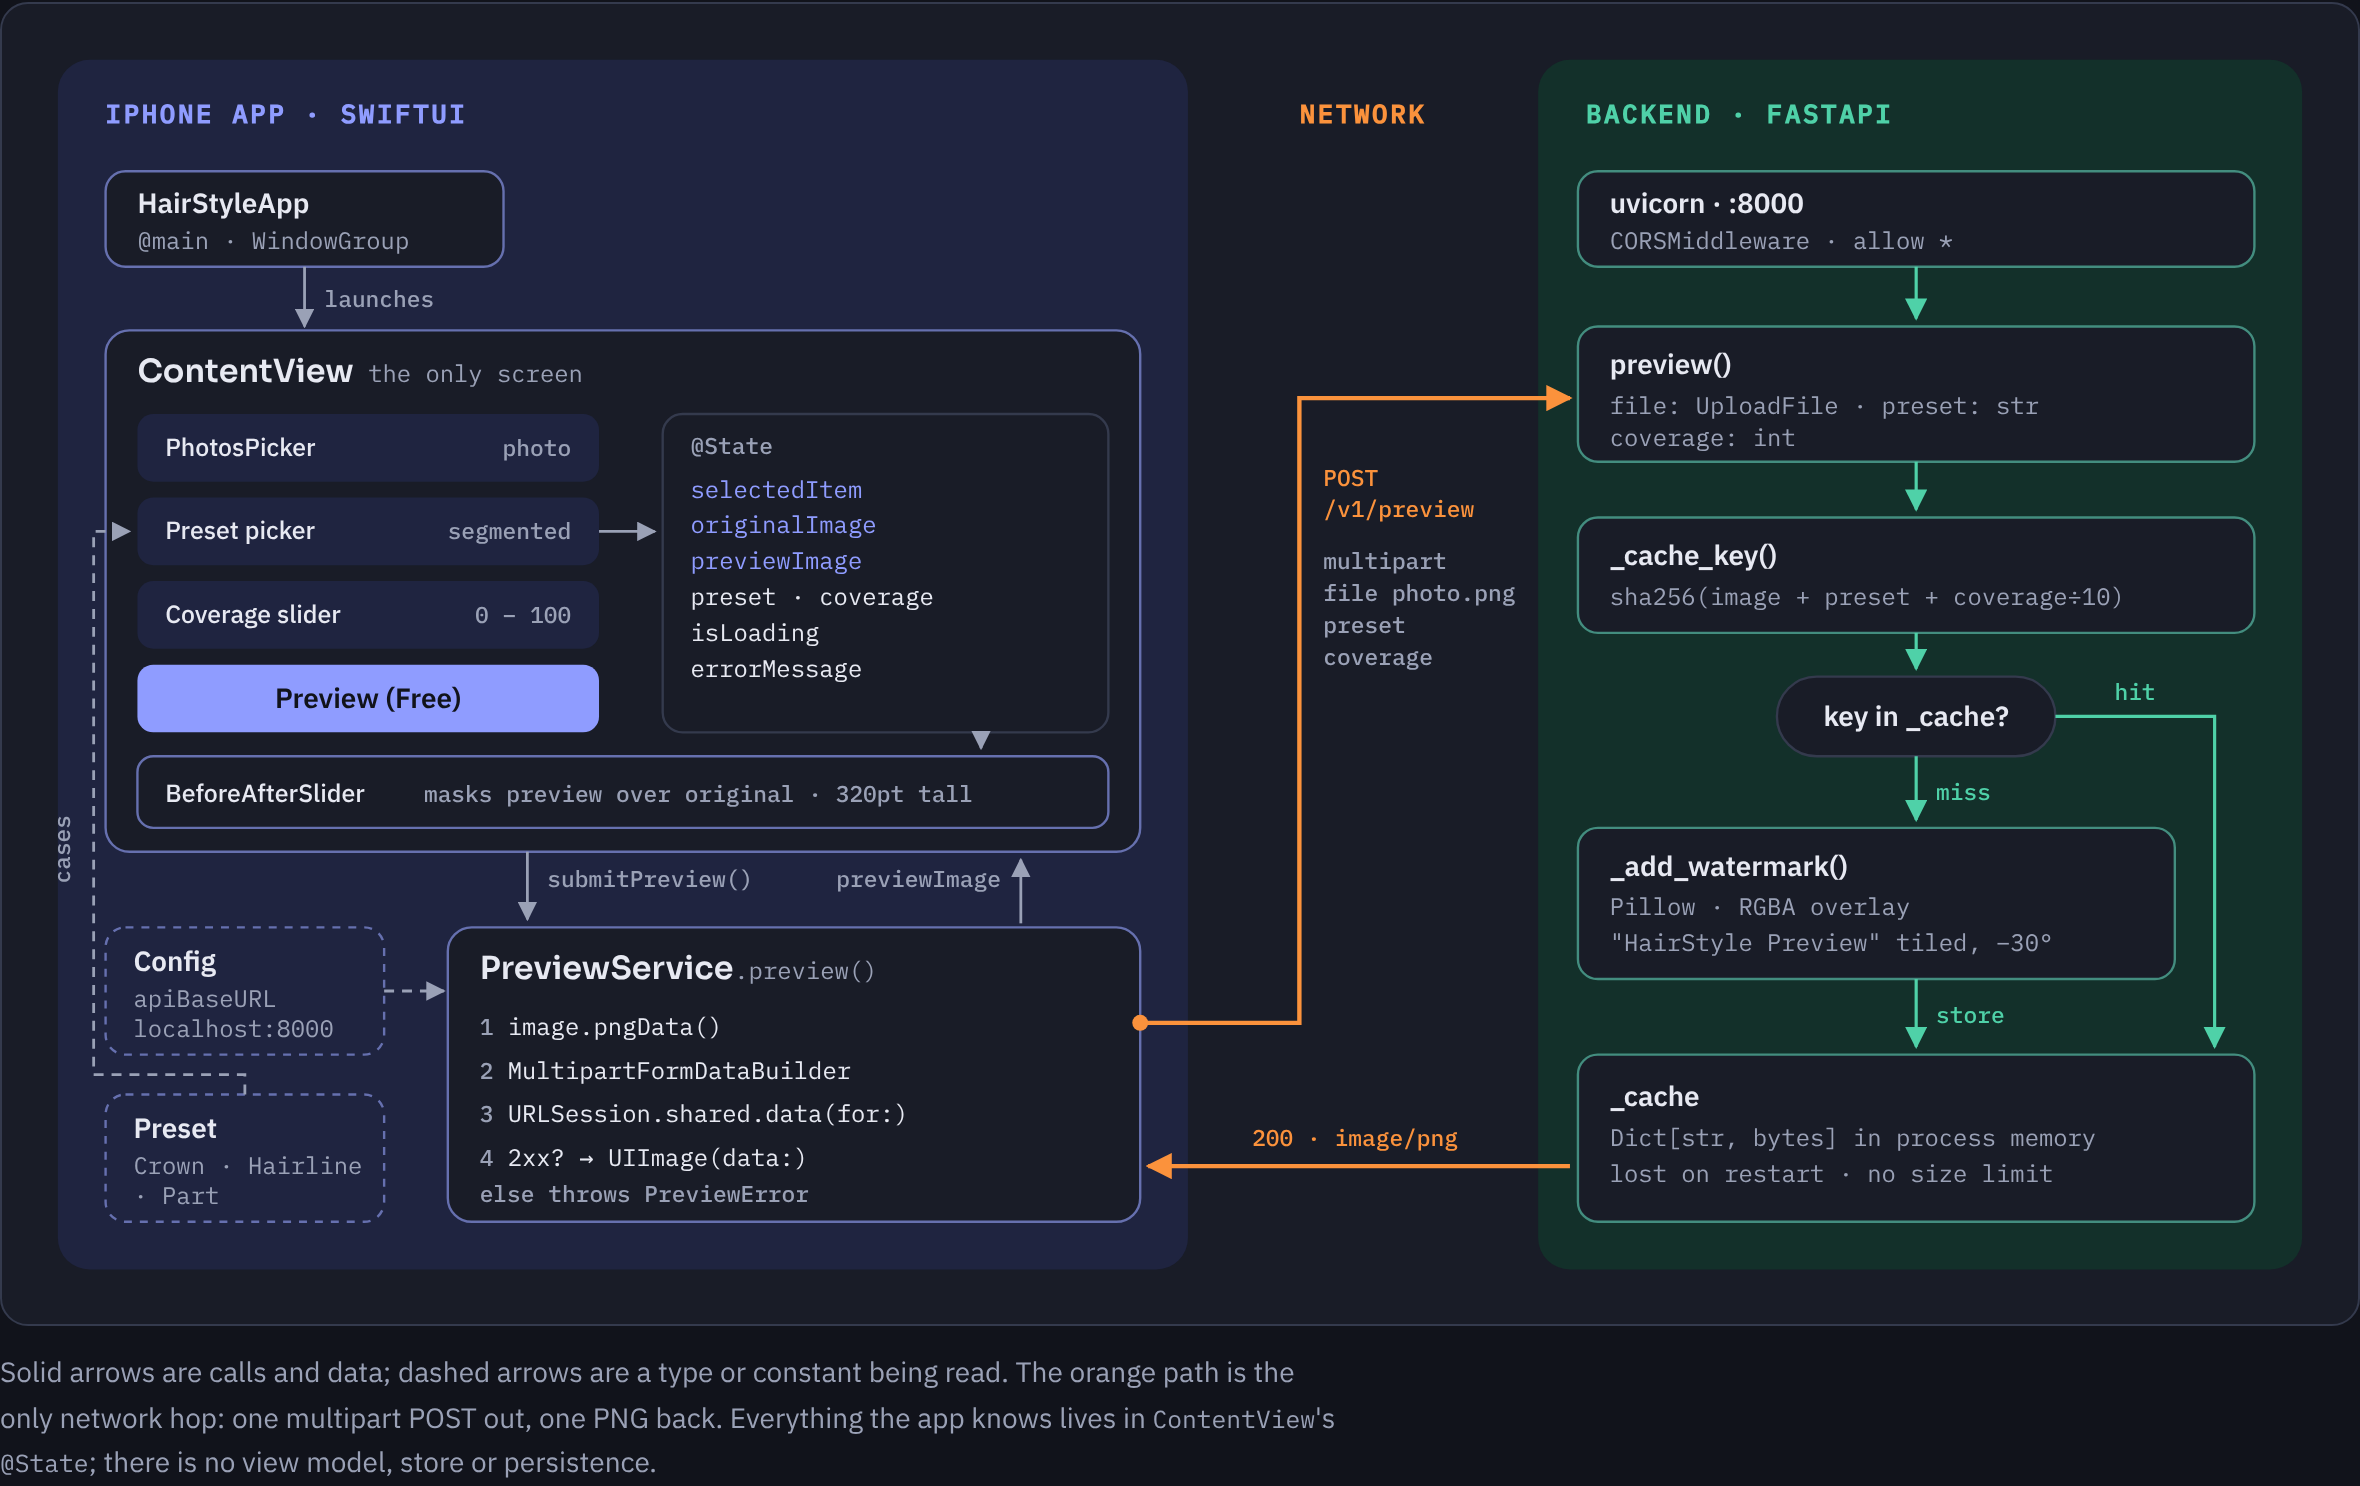 IPHONE APP · SWIFTUI
HairStyleApp
@main · WindowGroup
launches
ContentView the only screen
PhotosPicker photo
Preset picker segmented
Coverage slider 0 – 100
Preview (Free)
@State
selectedItem
originalImage
previewImage
preset · coverage
isLoading
errorMessage
BeforeAfterSlider masks preview over original · 320pt tall
cases
submitPreview()
previewImage
Config
apiBaseURL
localhost:8000
Preset
Crown · Hairline
· Part
PreviewService.preview()
1 image.pngData()
2 MultipartFormDataBuilder
3 URLSession.shared.data(for:)
4 2xx? → UIImage(data:)
else throws PreviewError
NETWORK
POST
/v1/preview
multipart
file photo.png
preset
coverage
200 · image/png
BACKEND · FASTAPI
uvicorn · :8000
CORSMiddleware · allow *
preview()
file: UploadFile · preset: str
coverage: int
_cache_key()
sha256(image + preset + coverage÷10)
key in _cache?
hit
miss
_add_watermark()
Pillow · RGBA overlay
"HairStyle Preview" tiled, −30°
store
_cache
Dict[str, bytes] in process memory
lost on restart · no size limit
Solid arrows are calls and data; dashed arrows are a type or constant being read. The orange path is the
only network hop: one multipart POST out, one PNG back. Everything the app knows lives in ContentView's
@State; there is no view model, store or persistence.